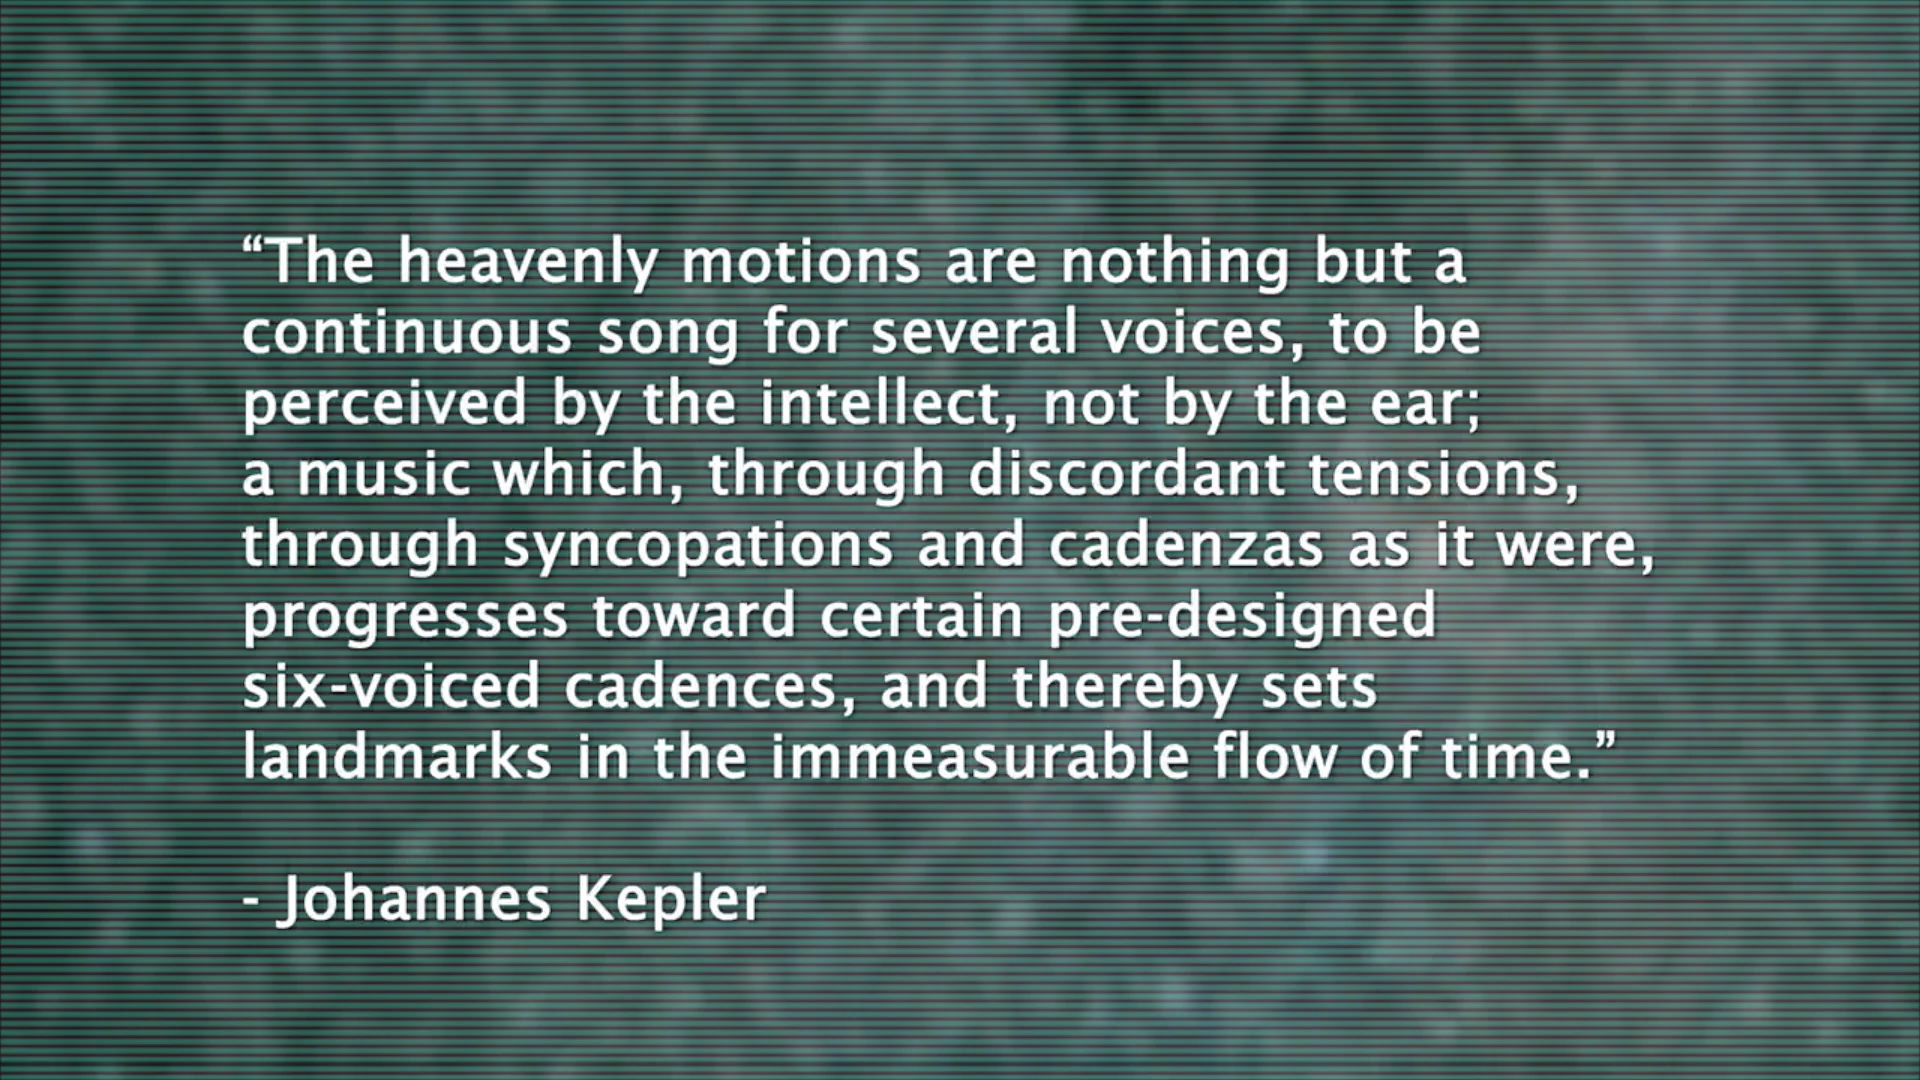 “The heavenly motions are nothing but a
continuous song for several voices, to be
perceived by the intellect, not by the ear;
a music which, through discordant tensions,
through syncopations and cadenzas as it were,
progresses toward certain pre-designed
six-voiced cadences, and thereby sets
landmarks in the immeasurable flow of time.”
- Johannes Kepler